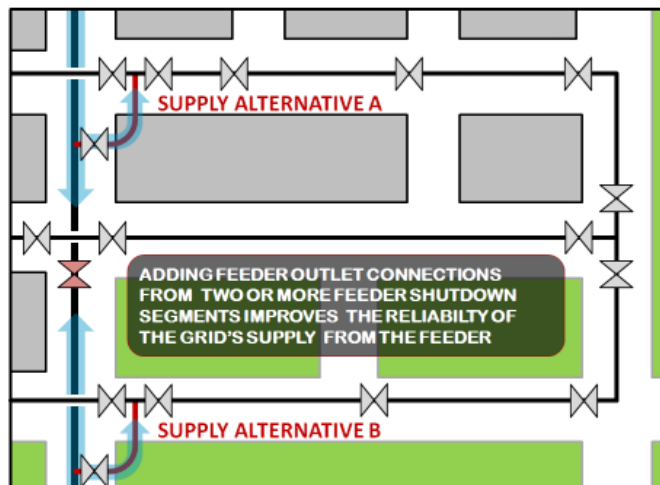 SUPPLY ALTERNATIVE A
ADDING FEEDER OUTLET CONNECTIONS
FROM TWO OR MORE FEEDER SHUTDOWN
SEGMENTS IMPROVES THE RELIABILTY OF
THE GRID'S SUPPLY FROM THE FEEDER
SUPPLY ALTERNATIVE B